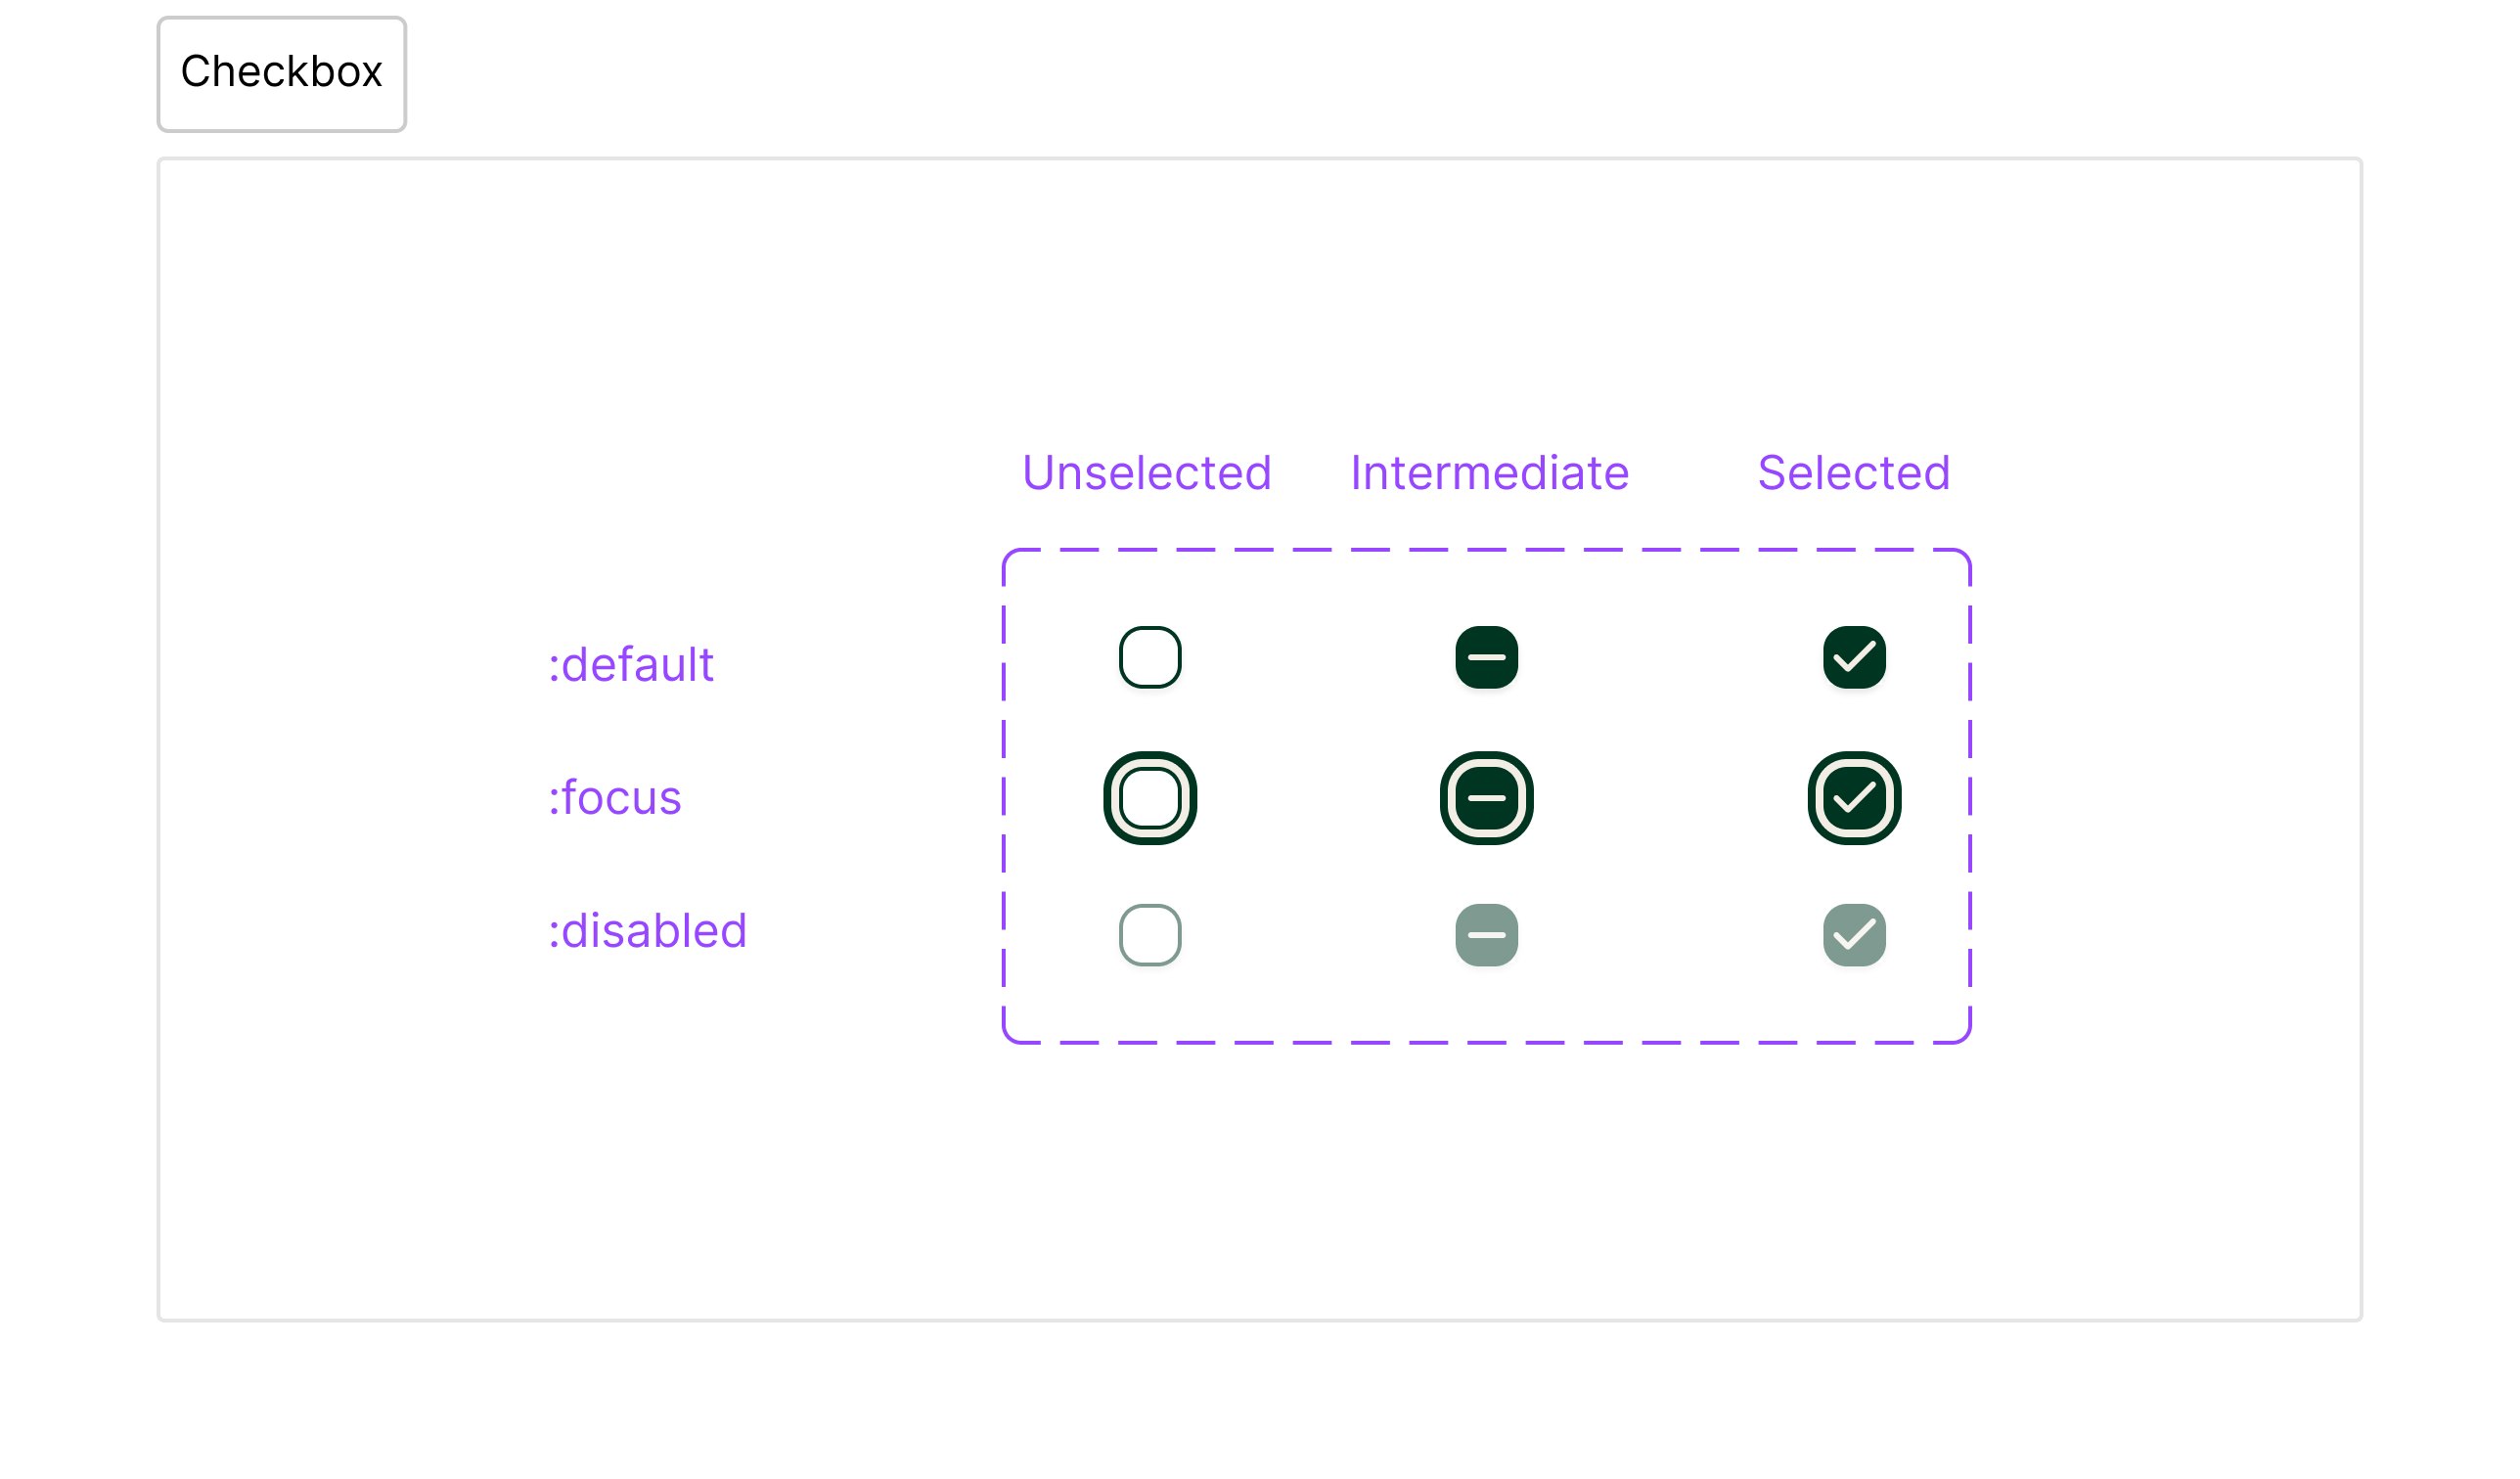 Checkbox
Unselected Intermediate Selected
:default
:focus
:disabled